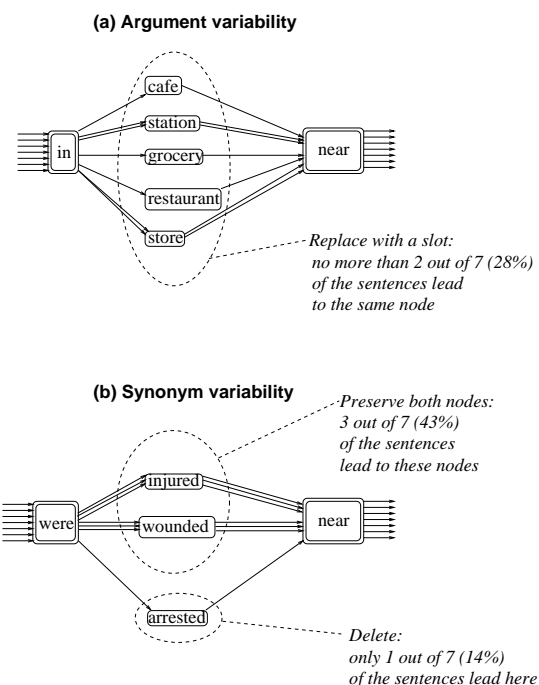 (a) Argument variability
cafe
station
grocery
in
near
restaurant
store
Replace with a slot:
no more than 2 out of 7 (28%)
of the sentences lead
to the same node
(b) Synonym variability
Preserve both nodes:
3 out of 7 (43%)
of the sentences
lead to these nodes
injured
were
wounded
near
arrested
Delete:
only 1 out of 7 (14%)
of the sentences lead here